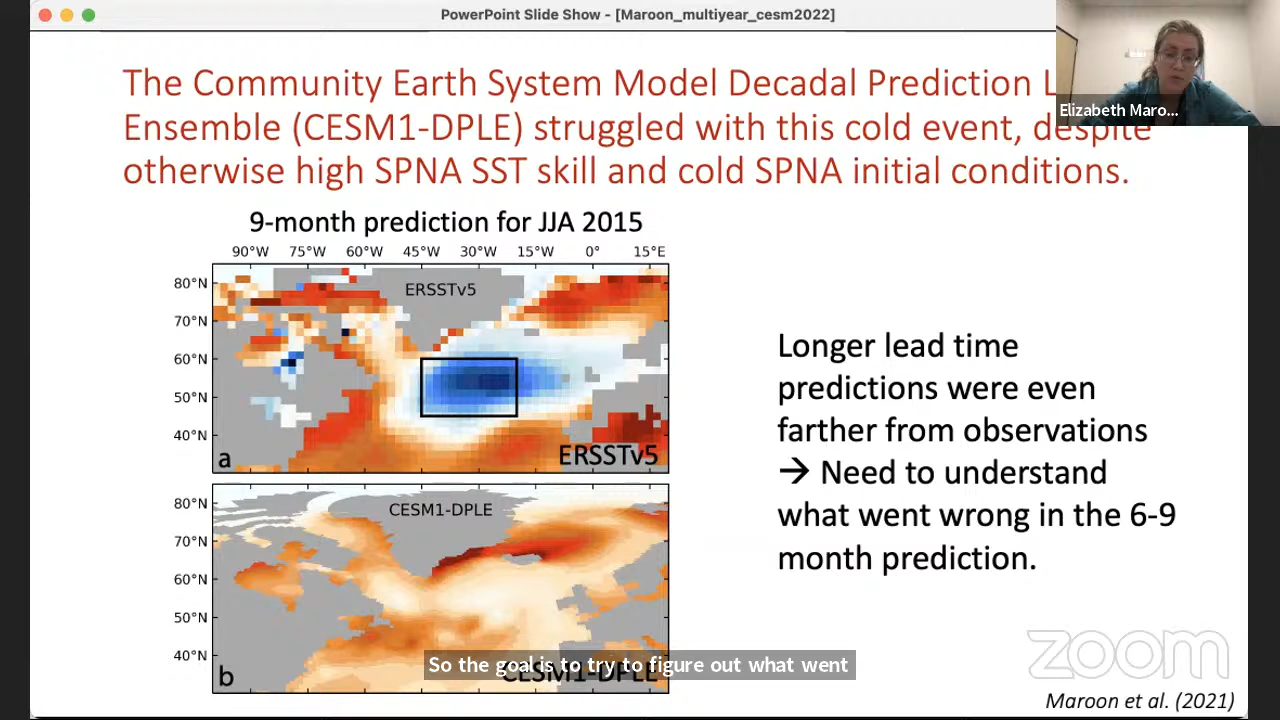 PowerPoint Slide Show - [Maroon_multiyear_cesm2022]
Elizabeth Maro...
The Community Earth System Model Decadal Prediction L
Ensemble (CESM1-DPLE) struggled with this cold event, despite
otherwise high SPNA SST skill and cold SPNA initial conditions.
9-month prediction for JJA 2015
90°W 75°W 60°W 45°W 30°W 15°W 0° 15°E
80°N
70°N
60°N
50°N
40°N
ERSSTv5
a
ERSSTv5
80°N
70°N
60°N
50°N
40°N
CESM1-DPLE
b
CESM1-DPLE
Longer lead time
predictions were even
farther from observations
→ Need to understand
what went wrong in the 6-9
month prediction.
So the goal is to try to figure out what went
zoom
Maroon et al. (2021)